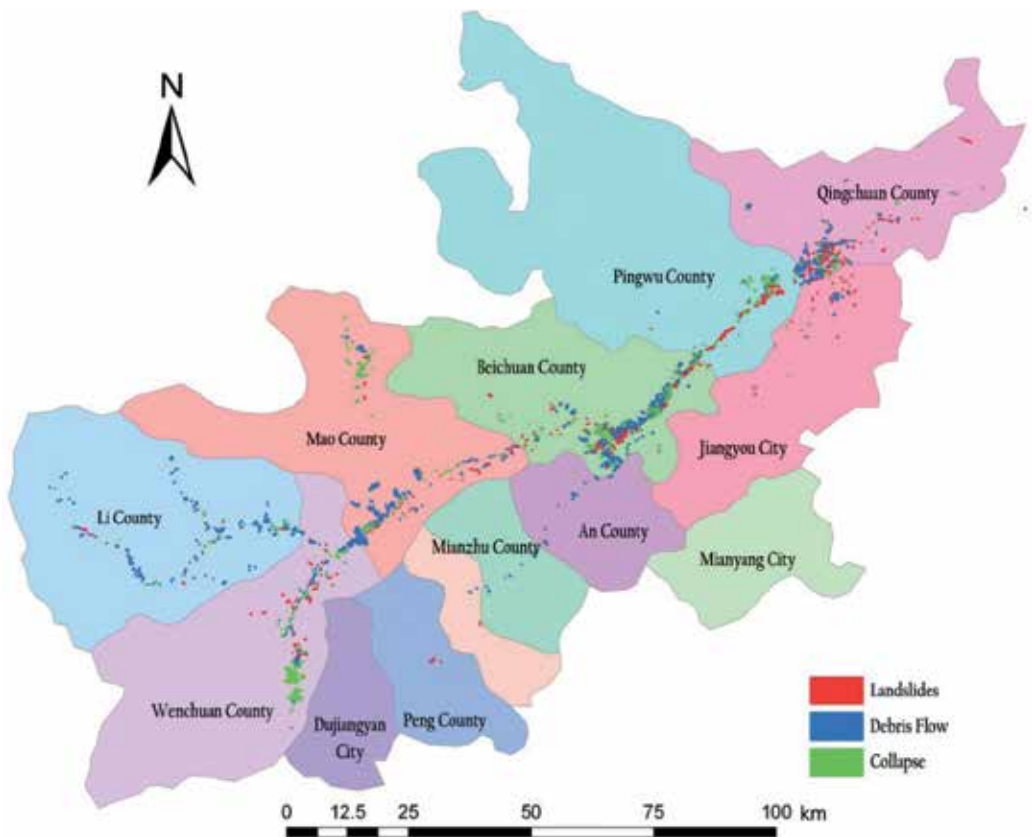 N
Qingchuan County
Pingwu County
Beichuan County
Mao County
Jiangyou City
Li County
An County
Mianzhu County
Mianyang City
Wenchuan County
Dujiangyan
City
Peng County
Landslides
Debris Flow
Collapse
0 12.5 25 50 75 100 km